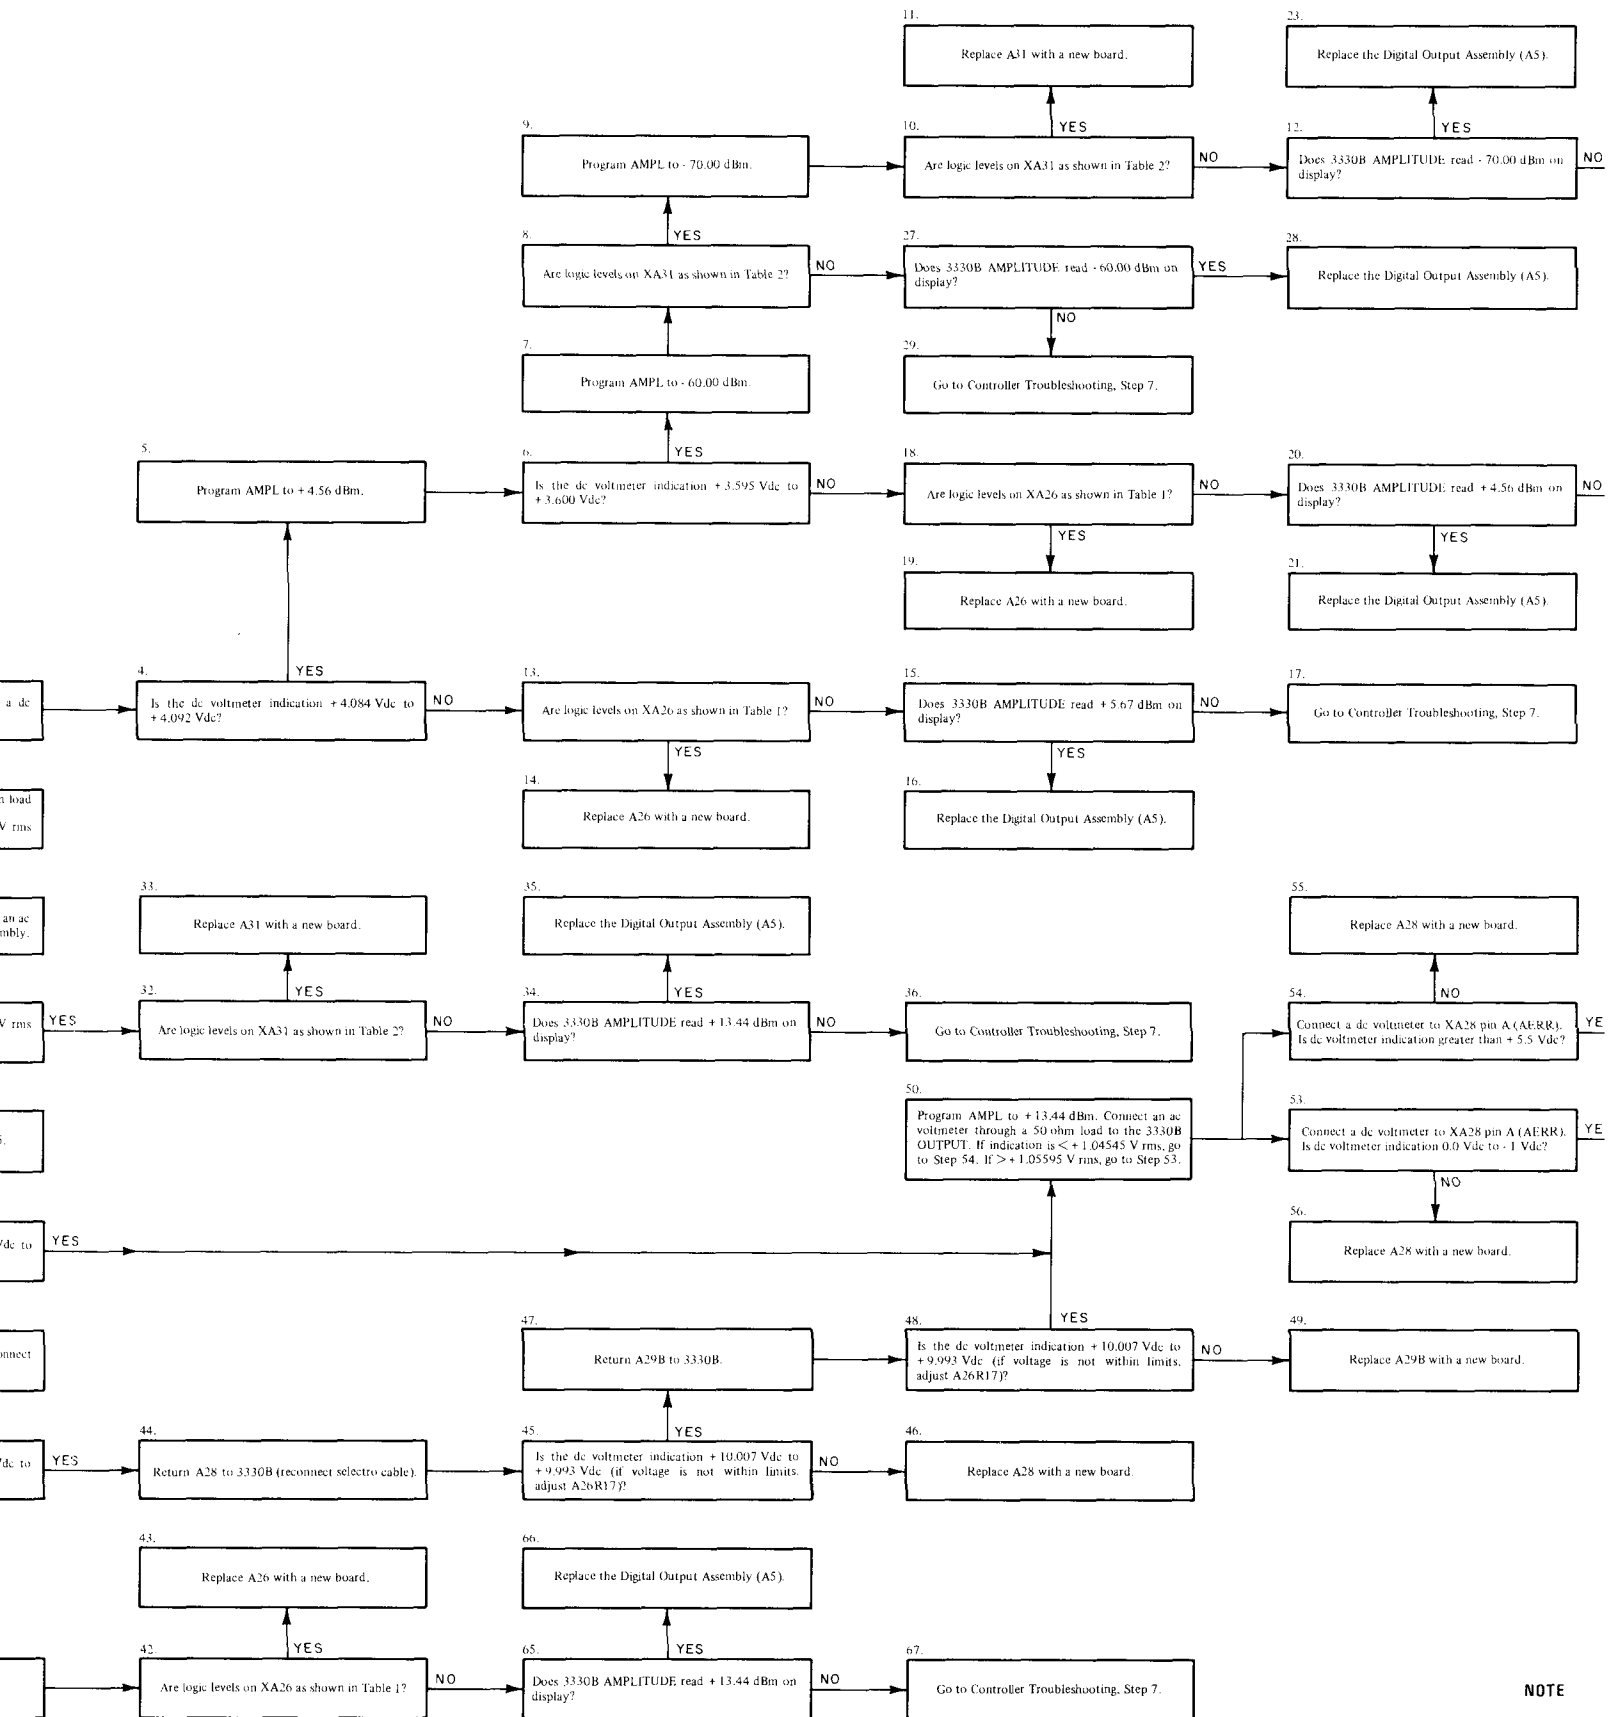 11.
Replace A31 with a new board.
23.
Replace the Digital Output Assembly (A5).
YES
YES
9.
Program AMPL to - 70.00 dBm.
10.
Are logic levels on XA31 as shown in Table 2?
NO
12.
Does 3330B AMPLITUDE read - 70.00 dBm on
display?
NO
YES
8.
Are logic levels on XA31 as shown in Table 2?
NO
27.
Does 3330B AMPLITUDE read - 60.00 dBm on
display?
YES
28.
Replace the Digital Output Assembly (A5).
NO
7.
Program AMPL to - 60.00 dBm.
29.
Go to Controller Troubleshooting, Step 7.
YES
5.
Program AMPL to + 4.56 dBm.
6.
Is the dc voltmeter indication + 3.595 Vdc to
+ 3.600 Vdc?
NO
18.
Are logic levels on XA26 as shown in Table 1?
NO
20.
Does 3330B AMPLITUDE read + 4.56 dBm on
display?
NO
YES
YES
19.
Replace A26 with a new board.
21.
Replace the Digital Output Assembly (A5).
YES
a dc
4.
Is the dc voltmeter indication + 4.084 Vdc to
+ 4.092 Vdc?
NO
13.
Are logic levels on XA26 as shown in Table 1?
NO
15.
Does 3330B AMPLITUDE read + 5.67 dBm on
display?
NO
17.
Go to Controller Troubleshooting, Step 7.
YES
YES
load
V rms
14.
Replace A26 with a new board.
16.
Replace the Digital Output Assembly (A5).
an ac
mbly.
33.
Replace A31 with a new board.
35.
Replace the Digital Output Assembly (A5).
55.
Replace A28 with a new board.
YES
YES
NO
V rms
YES
32.
Are logic levels on XA31 as shown in Table 2?
NO
34.
Does 3330B AMPLITUDE read + 13.44 dBm on
display?
NO
36.
Go to Controller Troubleshooting, Step 7.
54.
Connect a dc voltmeter to XA28 pin A (AERR).
Is dc voltmeter indication greater than + 5.5 Vdc?
YE
50.
Program AMPL to + 13.44 dBm. Connect an ac
voltmeter through a 50 ohm load to the 3330B
OUTPUT. If indication is < + 1.04545 V rms, go
to Step 54. If > + 1.05595 V rms, go to Step 53.
53.
Connect a dc voltmeter to XA28 pin A (AERR).
Is dc voltmeter indication 0.0 Vdc to - 1 Vdc?
YE
NO
56.
Replace A28 with a new board.
Vdc to
YES
YES
onnect
47.
Return A29B to 3330B.
48.
Is the dc voltmeter indication + 10.007 Vdc to
+ 9.993 Vdc (if voltage is not within limits,
adjust A26R17)?
NO
49.
Replace A29B with a new board.
YES
Vdc to
YES
44.
Return A28 to 3330B (reconnect selectro cable).
45.
Is the dc voltmeter indication + 10.007 Vdc to
+ 9.993 Vdc (if voltage is not within limits,
adjust A26R17)?
NO
46.
Replace A28 with a new board.
43.
Replace A26 with a new board.
66.
Replace the Digital Output Assembly (A5).
YES
YES
42.
Are logic levels on XA26 as shown in Table 1?
NO
65.
Does 3330B AMPLITUDE read + 13.44 dBm on
display?
NO
67.
Go to Controller Troubleshooting, Step 7.
NOTE